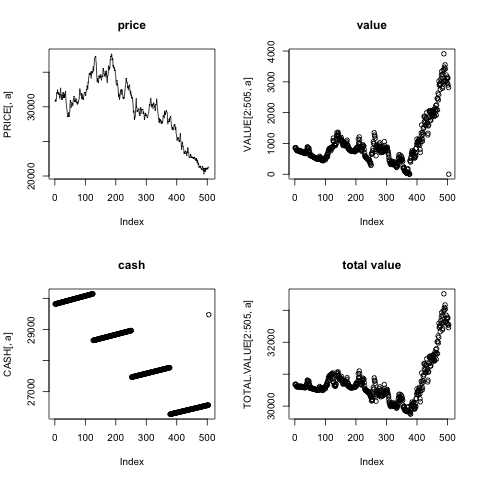 price
PRICE[, a]
20000 30000
0 100 200 300 400 500
Index
value
VALUE[2:505, a]
0 1000 2000 3000 4000
0 100 200 300 400 500
Index
cash
CASH[, a]
27000 29000
0 100 200 300 400 500
Index
total value
TOTAL.VALUE[2:505, a]
30000 32000
0 100 200 300 400 500
Index